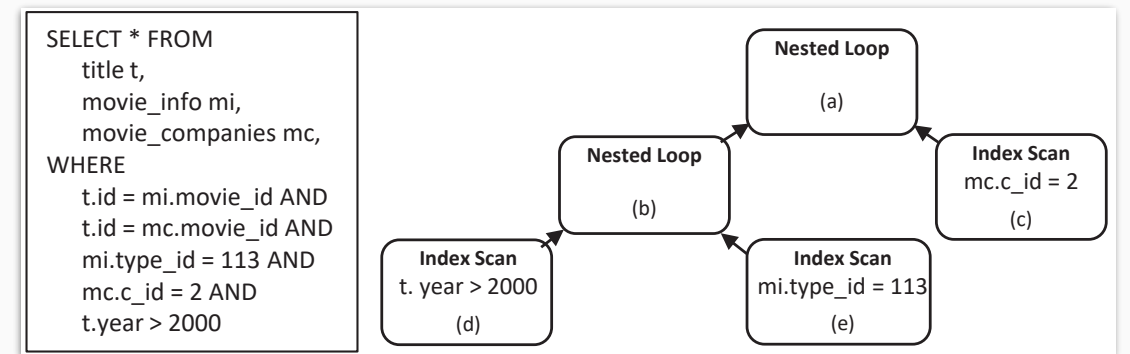 SELECT * FROM
title t,
movie_info mi,
movie_companies mc,
WHERE
t.id = mi.movie_id AND
t.id = mc.movie_id AND
mi.type_id = 113 AND
mc.c_id = 2 AND
t.year > 2000
Nested Loop
(a)
Nested Loop
(b)
Index Scan
mc.c_id = 2
(c)
Index Scan
t. year > 2000
(d)
Index Scan
mi.type_id = 113
(e)